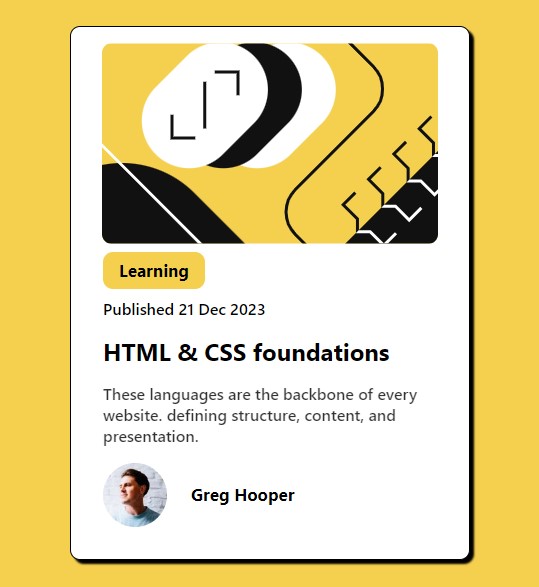 Learning
Published 21 Dec 2023
HTML & CSS foundations
These languages are the backbone of every
website. defining structure, content, and
presentation.
Greg Hooper